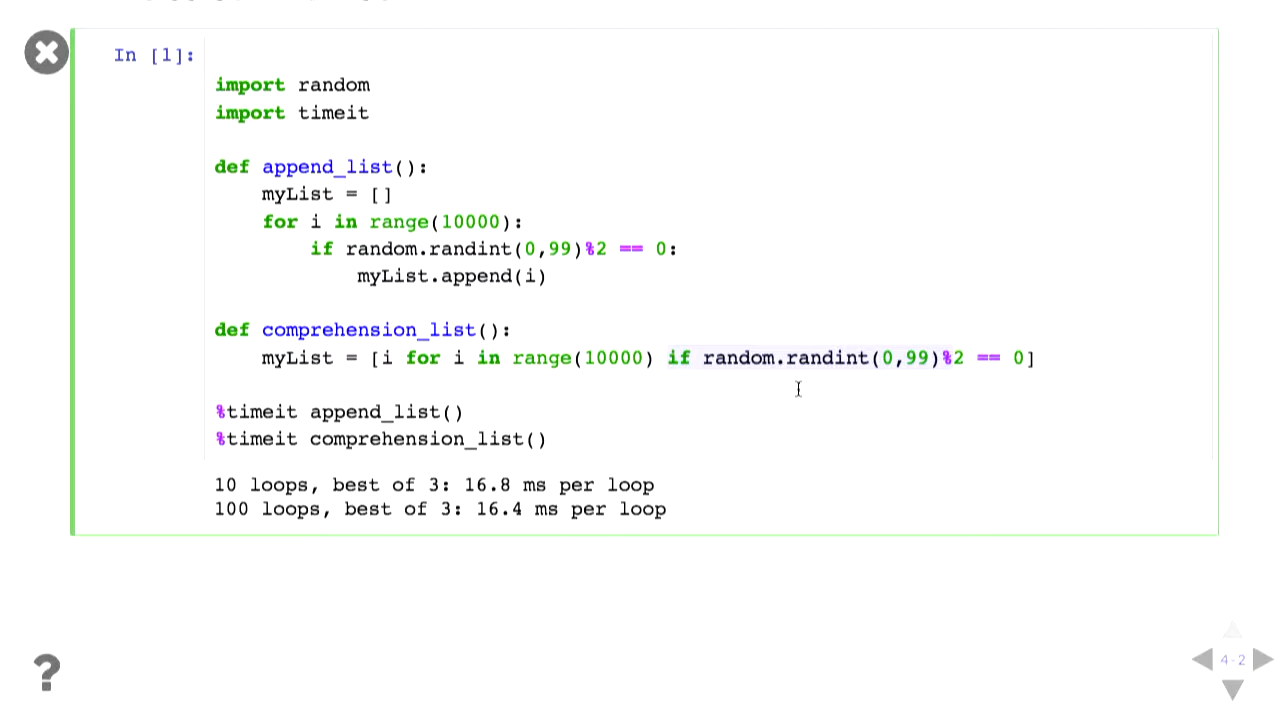 In [1]:
import random
import timeit
def append_list():
    myList = []
    for i in range(10000):
        if random.randint(0,99)%2 == 0:
            myList.append(i)
def comprehension_list():
    myList = [i for i in range(10000) if random.randint(0,99)%2 == 0]
%timeit append_list()
%timeit comprehension_list()
10 loops, best of 3: 16.8 ms per loop
100 loops, best of 3: 16.4 ms per loop
?
4-2